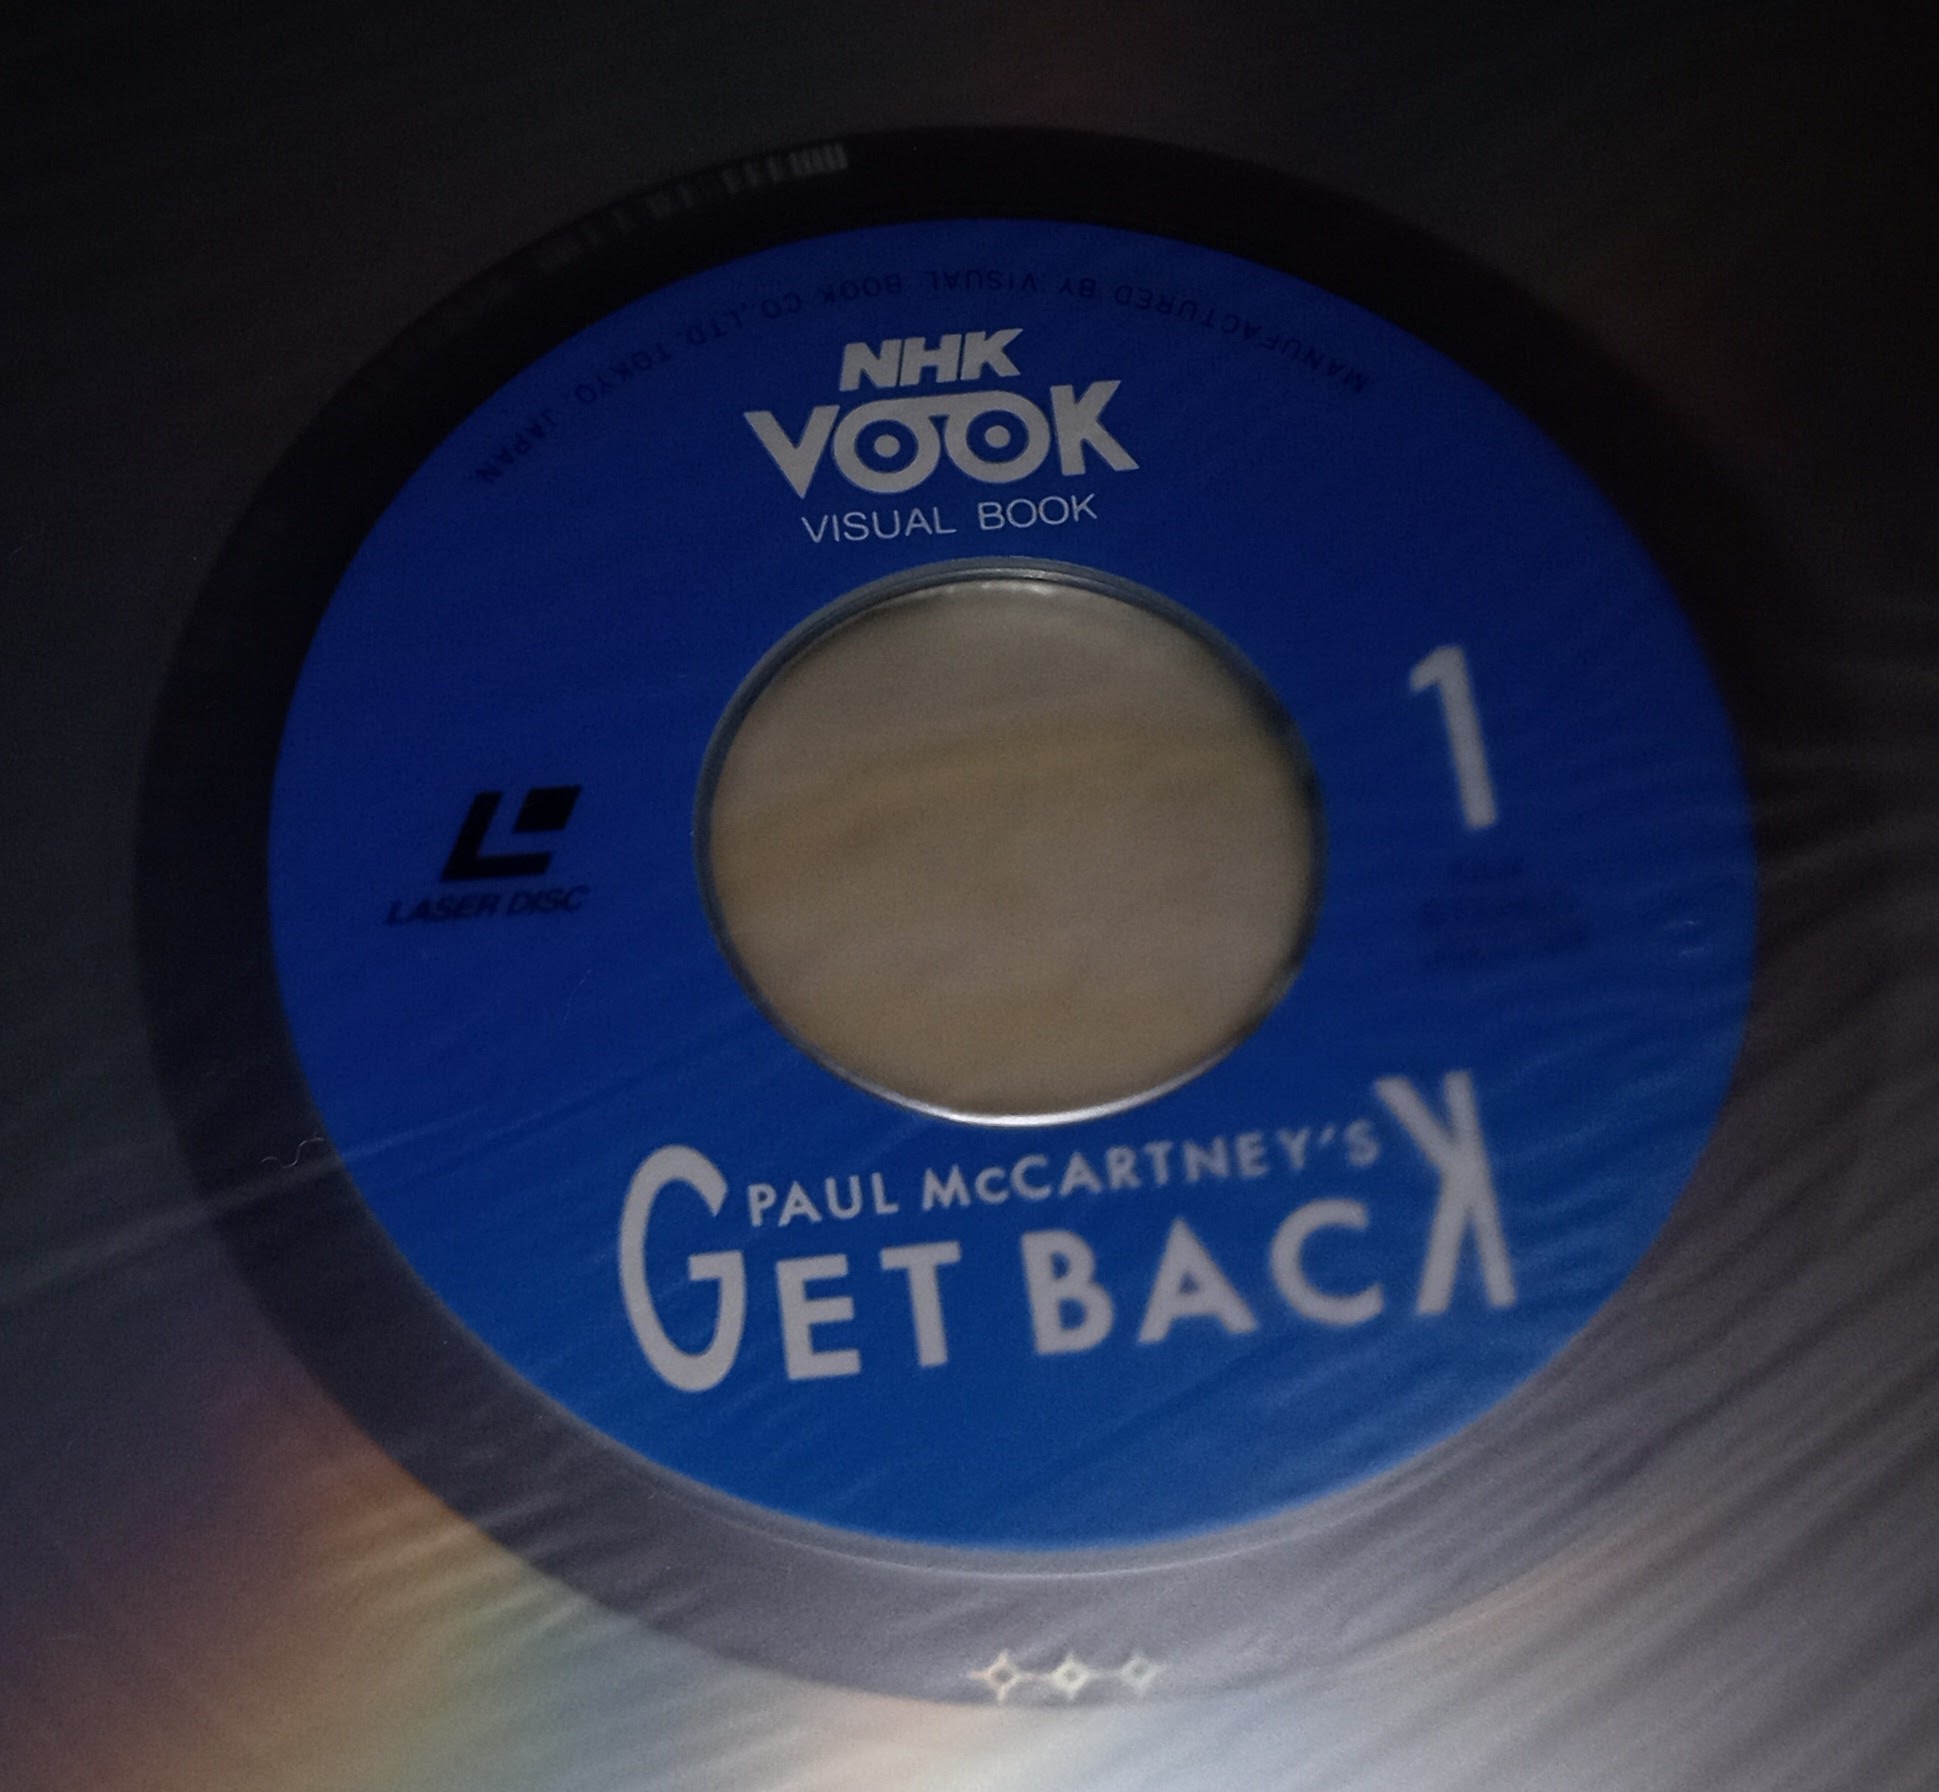 MANUFACTURED BY VISUAL BOOK CO.,LTD. TOKYO, JAPAN
NHK
VOOK
VISUAL BOOK
1
LASER DISC
PAUL McCARTNEY'S
GET BACK